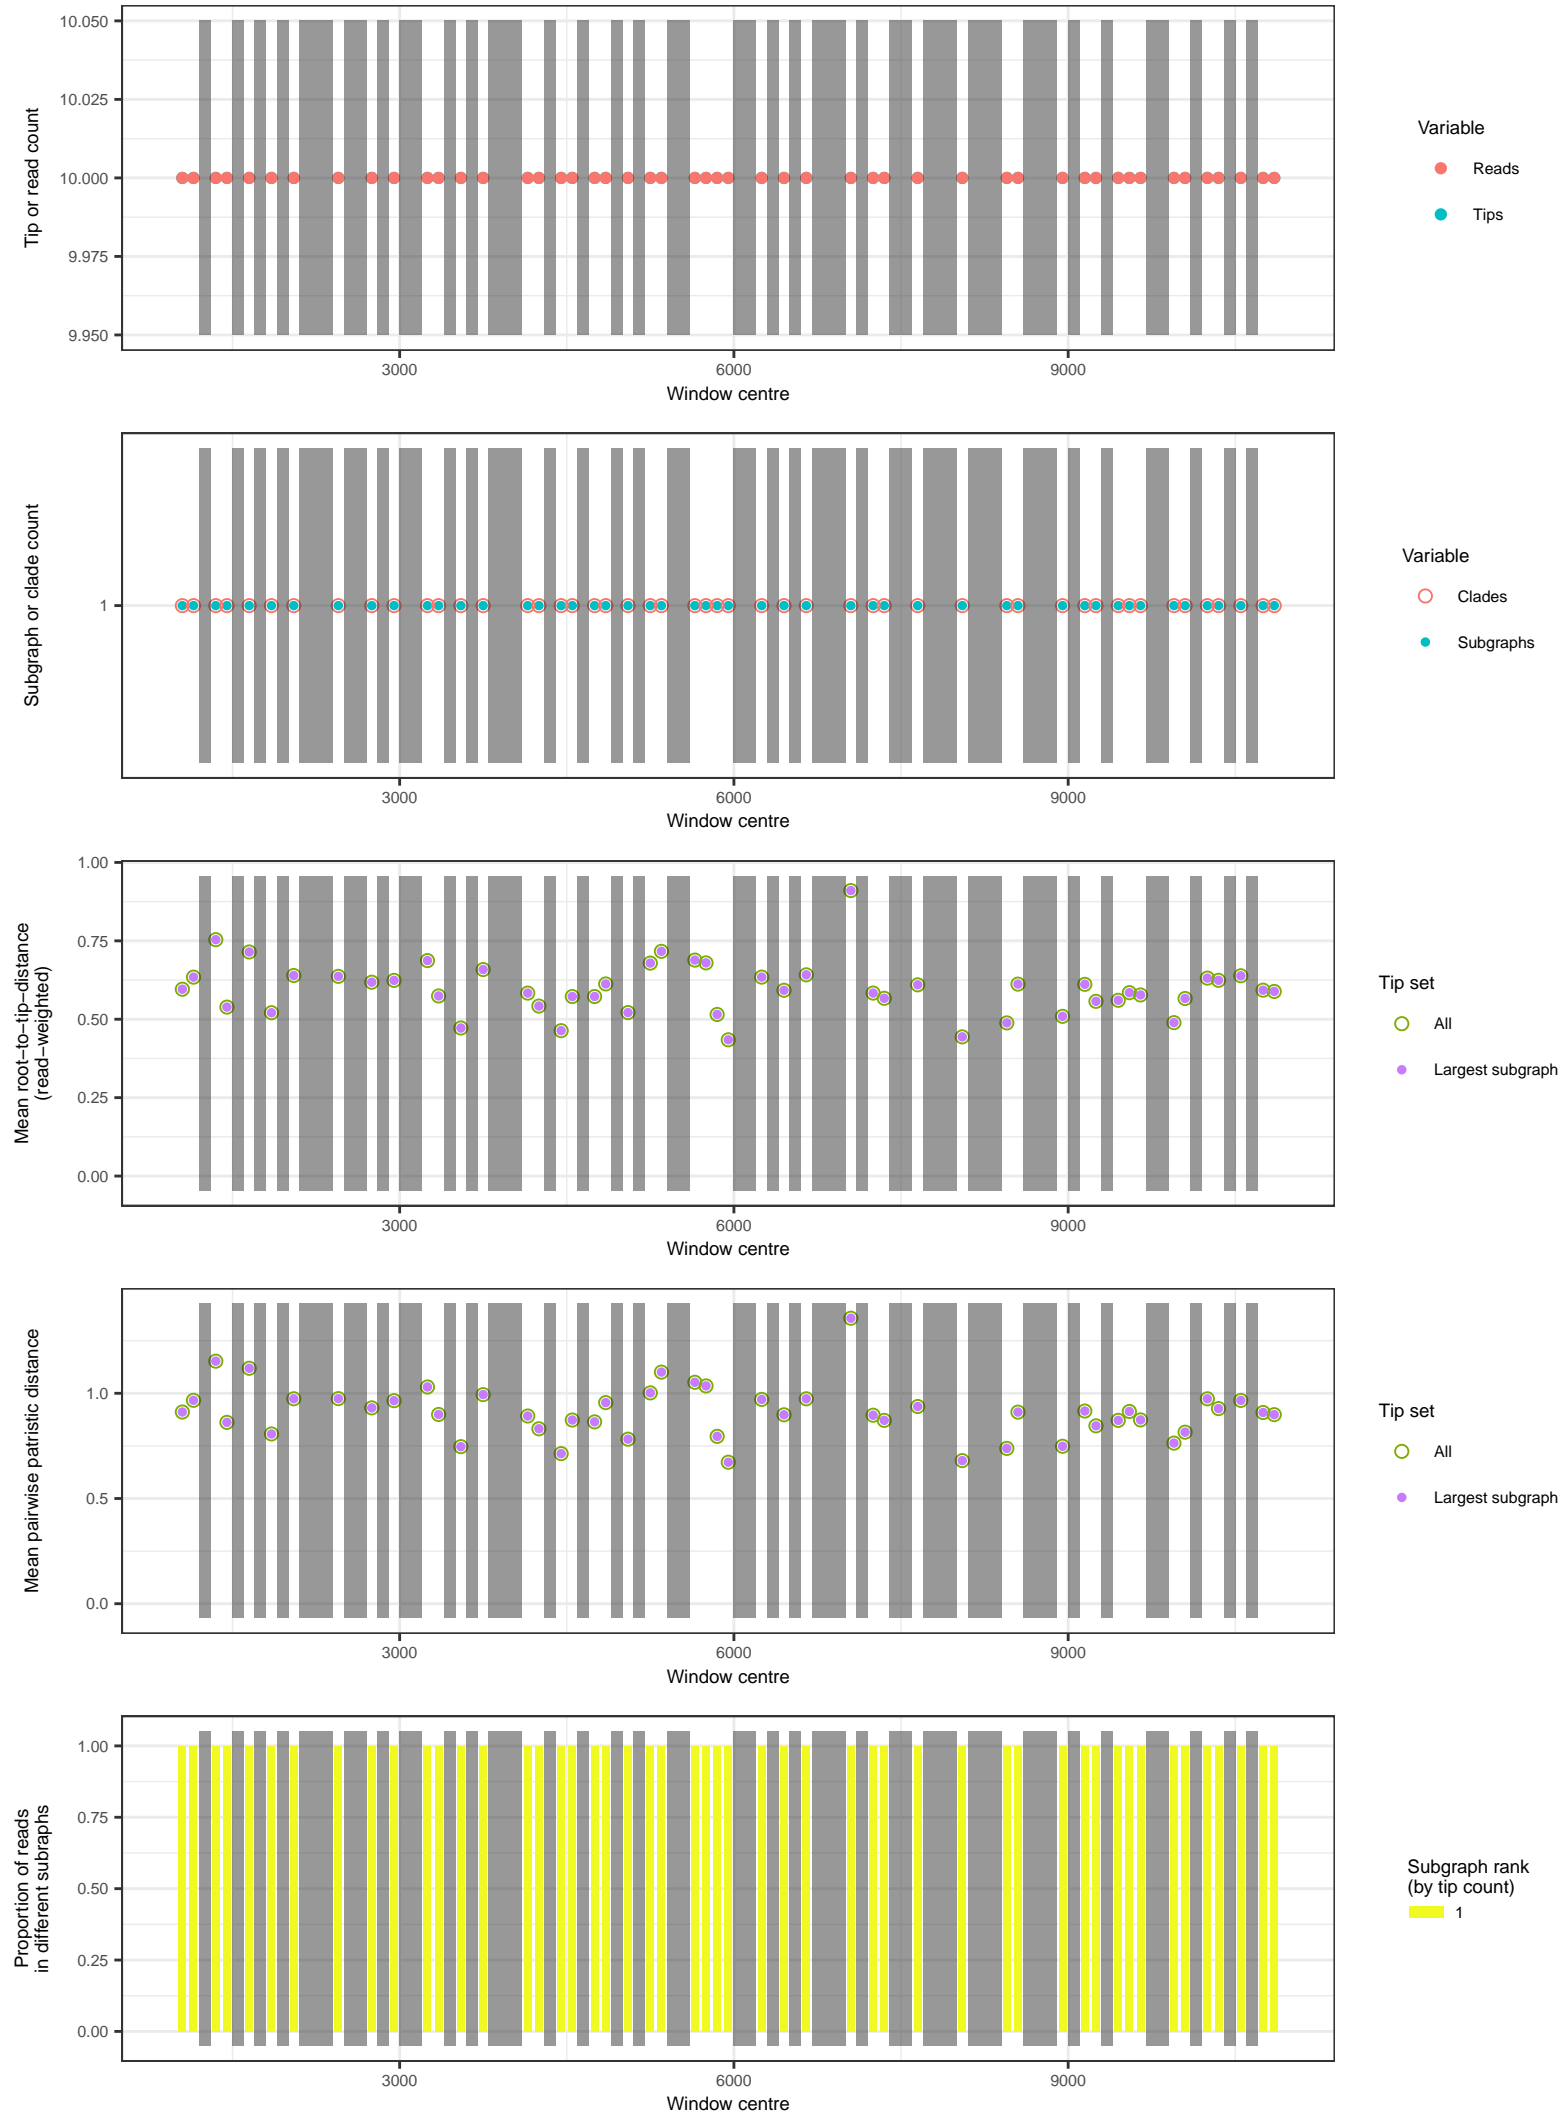 10.050
10.025
10.000
9.975
9.950
Tip or read count
3000
6000
9000
Window centre
Variable
Reads
Tips
1
Subgraph or clade count
3000
6000
9000
Window centre
Variable
Clades
Subgraphs
1.00
0.75
0.50
0.25
0.00
Mean root−to−tip−distance
(read−weighted)
3000
6000
9000
Window centre
Tip set
All
Largest subgraph
1.0
0.5
0.0
Mean pairwise patristic distance
3000
6000
9000
Window centre
Tip set
All
Largest subgraph
1.00
0.75
0.50
0.25
0.00
Proportion of reads
in different subraphs
3000
6000
9000
Window centre
Subgraph rank
(by tip count)
1